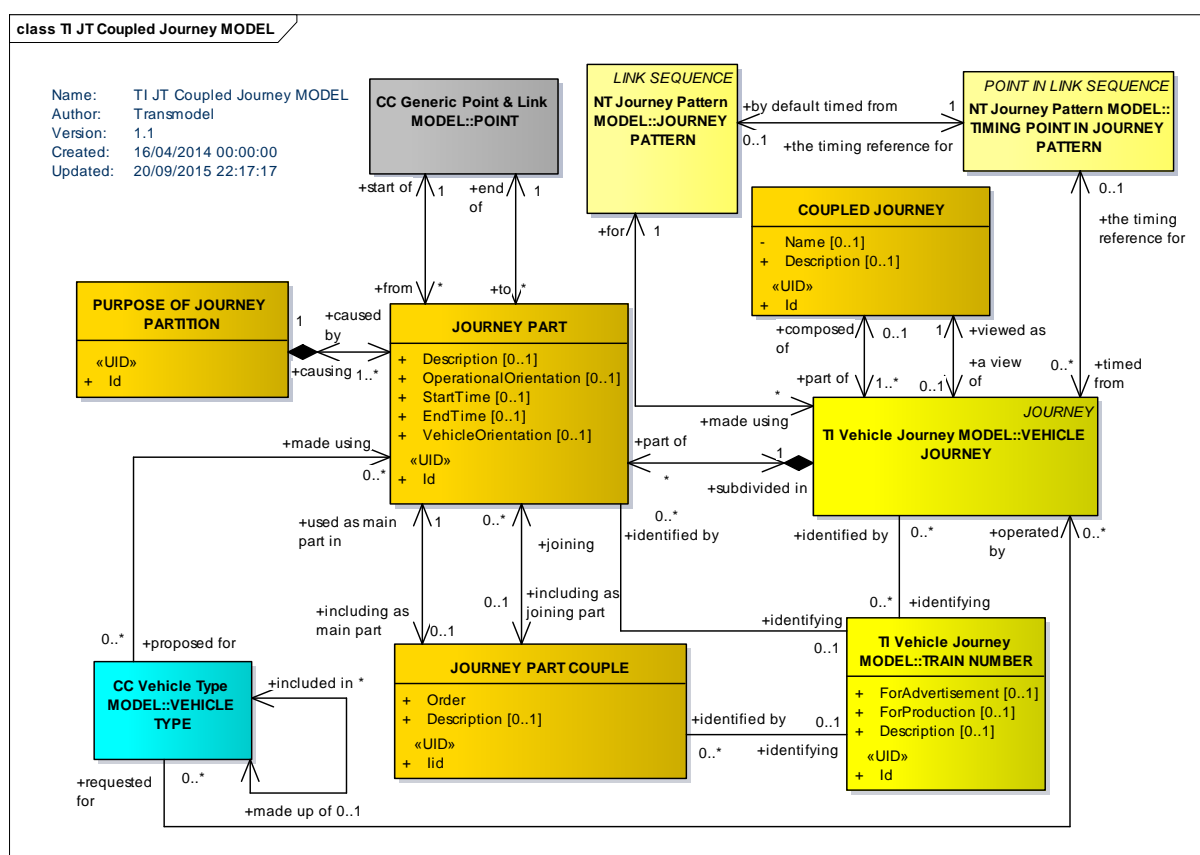 class TI JT Coupled Journey MODEL
Name: TI JT Coupled Journey MODEL
Author: Transmodel
Version: 1.1
Created: 16/04/2014 00:00:00
Updated: 20/09/2015 22:17:17
CC Generic Point & Link
MODEL::POINT
LINK SEQUENCE
NT Journey Pattern
MODEL::JOURNEY
PATTERN
POINT IN LINK SEQUENCE
NT Journey Pattern MODEL::
TIMING POINT IN JOURNEY
PATTERN
+by default timed from
1
0..1
+the timing reference for
+start of
1
+end
of
1
+for
1
0..1
+the timing
reference for
COUPLED JOURNEY
- Name [0..1]
+ Description [0..1]
«UID»
+ Id
+from
*
+to
*
PURPOSE OF JOURNEY
PARTITION
«UID»
+ Id
1
+caused
by
+causing
1..*
JOURNEY PART
+ Description [0..1]
+ OperationalOrientation [0..1]
+ StartTime [0..1]
+ EndTime [0..1]
+ VehicleOrientation [0..1]
«UID»
+ Id
+composed
of
0..1
1
+viewed as
+part of
1..*
+a view
of
0..1
0..*
+timed
from
*
+made using
JOURNEY
TI Vehicle Journey MODEL::VEHICLE
JOURNEY
+made using
0..*
+part of
*
1
+subdivided in
+used as main
part in
1
0..*
+joining
0..*
+identified by
+identified by
0..*
+operated
by
0..*
+including as
main part
0..1
0..1
+including as
joining part
0..*
+identifying
+identifying
0..1
0..*
+proposed for
CC Vehicle Type
MODEL::VEHICLE
TYPE
+included in *
+made up of 0..1
+requested
for
0..*
JOURNEY PART COUPLE
+ Order
+ Description [0..1]
«UID»
+ Iid
+identified by
0..*
0..1
+identifying
TI Vehicle Journey
MODEL::TRAIN NUMBER
+ ForAdvertisement [0..1]
+ ForProduction [0..1]
+ Description [0..1]
«UID»
+ Id